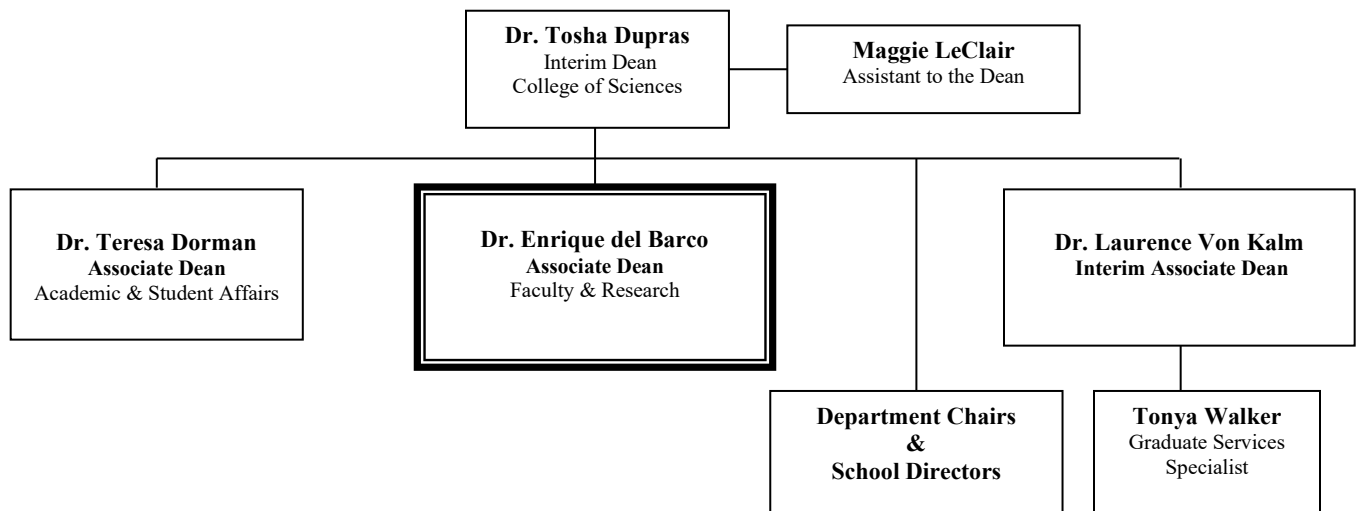 Dr. Tosha Dupras
Interim Dean
College of Sciences
Maggie LeClair
Assistant to the Dean
Dr. Teresa Dorman
Associate Dean
Academic & Student Affairs
Dr. Enrique del Barco
Associate Dean
Faculty & Research
Dr. Laurence Von Kalm
Interim Associate Dean
Department Chairs
&
School Directors
Tonya Walker
Graduate Services
Specialist